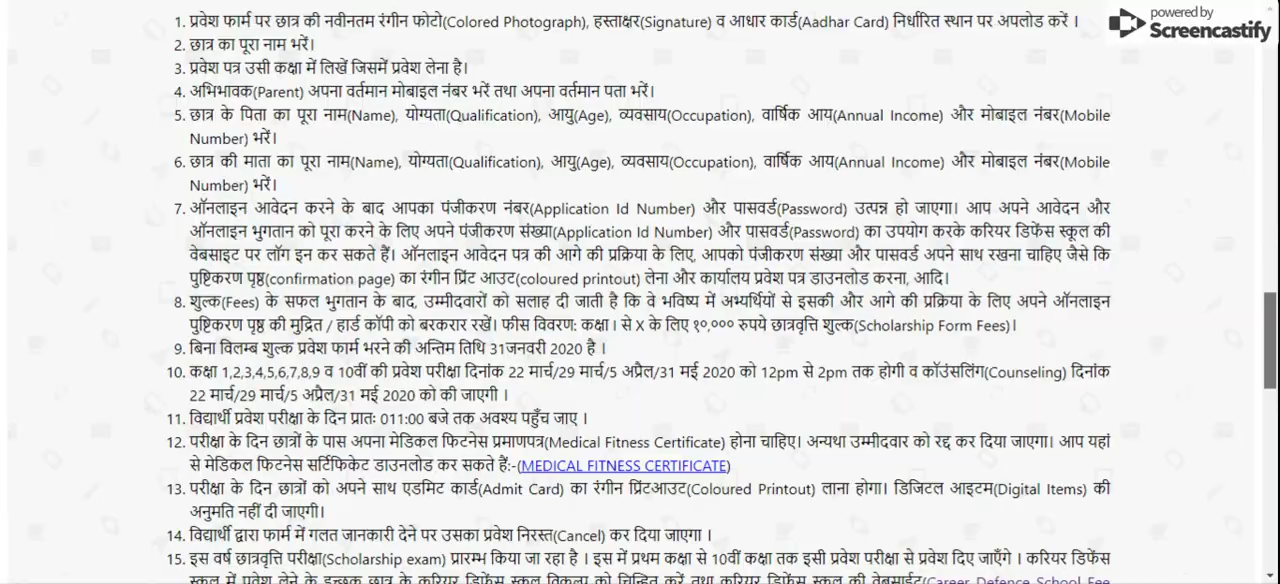 powered by
Screencastify
1. प्रवेश फार्म पर छात्र की नवीनतम रंगीन फोटो(Colored Photograph), हस्ताक्षर(Signature) व आधार कार्ड(Aadhar Card) निर्धारित स्थान पर अपलोड करें ।
2. छात्र का पूरा नाम भरें।
3. प्रवेश पत्र उसी कक्षा में लिखें जिसमें प्रवेश लेना है।
4. अभिभावक(Parent) अपना वर्तमान मोबाइल नंबर भरें तथा अपना वर्तमान पता भरें।
5. छात्र के पिता का पूरा नाम(Name), योग्यता(Qualification), आयु(Age), व्यवसाय(Occupation), वार्षिक आय(Annual Income) और मोबाइल नंबर(Mobile
Number) भरें।
6. छात्र की माता का पूरा नाम(Name), योग्यता(Qualification), आयु(Age), व्यवसाय(Occupation), वार्षिक आय(Annual Income) और मोबाइल नंबर(Mobile
Number) भरें।
7. ऑनलाइन आवेदन करने के बाद आपका पंजीकरण नंबर(Application Id Number) और पासवर्ड(Password) उत्पन्न हो जाएगा। आप अपने आवेदन और
ऑनलाइन भुगतान को पूरा करने के लिए अपने पंजीकरण संख्या(Application Id Number) और पासवर्ड(Password) का उपयोग करके करियर डिफेंस स्कूल की
वेबसाइट पर लॉग इन कर सकते हैं। ऑनलाइन आवेदन पत्र की आगे की प्रक्रिया के लिए, आपको पंजीकरण संख्या और पासवर्ड अपने साथ रखना चाहिए जैसे कि
पुष्टिकरण पृष्ठ(confirmation page) का रंगीन प्रिंट आउट(coloured printout) लेना और कार्यालय प्रवेश पत्र डाउनलोड करना, आदि।
8. शुल्क(Fees) के सफल भुगतान के बाद, उम्मीदवारों को सलाह दी जाती है कि वे भविष्य में अभ्यर्थियों से इसकी और आगे की प्रक्रिया के लिए अपने ऑनलाइन
पुष्टिकरण पृष्ठ की मुद्रित / हार्ड कॉपी को बरकरार रखें। फीस विवरण: कक्षा । से X के लिए १०,००० रुपये छात्रवृत्ति शुल्क(Scholarship Form Fees)।
9. बिना विलम्ब शुल्क प्रवेश फार्म भरने की अन्तिम तिथि 31जनवरी 2020 है ।
10. कक्षा 1,2,3,4,5,6,7,8,9 व 10वीं की प्रवेश परीक्षा दिनांक 22 मार्च/29 मार्च/5 अप्रैल/31 मई 2020 को 12pm से 2pm तक होगी व कॉउंसलिंग(Counseling) दिनांक
22 मार्च/29 मार्च/5 अप्रैल/31 मई 2020 को की जाएगी ।
11. विद्यार्थी प्रवेश परीक्षा के दिन प्रातः 011:00 बजे तक अवश्य पहुँच जाए ।
12. परीक्षा के दिन छात्रों के पास अपना मेडिकल फिटनेस प्रमाणपत्र(Medical Fitness Certificate) होना चाहिए। अन्यथा उम्मीदवार को रद्द कर दिया जाएगा। आप यहां
से मेडिकल फिटनेस सर्टिफिकेट डाउनलोड कर सकते हैं:-(MEDICAL FITNESS CERTIFICATE)
13. परीक्षा के दिन छात्रों को अपने साथ एडमिट कार्ड(Admit Card) का रंगीन प्रिंटआउट(Coloured Printout) लाना होगा। डिजिटल आइटम(Digital Items) की
अनुमति नहीं दी जाएगी।
14. विद्यार्थी द्वारा फार्म में गलत जानकारी देने पर उसका प्रवेश निरस्त(Cancel) कर दिया जाएगा ।
15. इस वर्ष छात्रवृत्ति परीक्षा(Scholarship exam) प्रारम्भ किया जा रहा है । इस में प्रथम कक्षा से 10वीं कक्षा तक इसी प्रवेश परीक्षा से प्रवेश दिए जाएँगे । करियर डिफेंस
स्कूल में प्रवेश लेने के इच्छुक छात्र के करियर डिफेंस स्कूल विकल्प को चिन्हित करें तथा करियर डिफेंस स्कूल की वेबसाईट(Career Defence School Fee